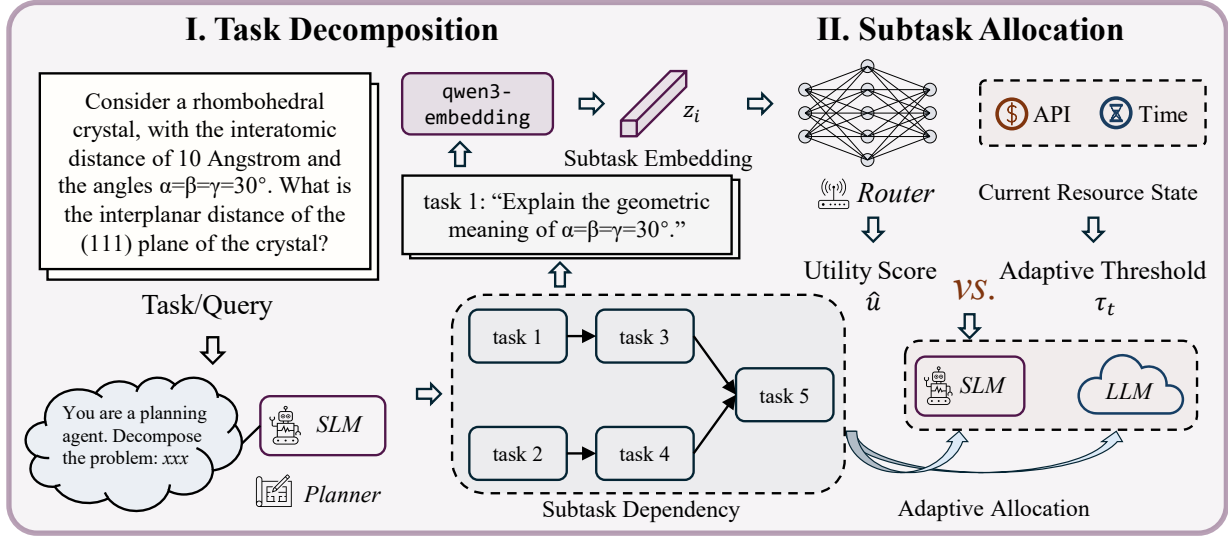 I. Task Decomposition
II. Subtask Allocation
Consider a rhombohedral
crystal, with the interatomic
distance of 10 Angstrom and
the angles α=β=γ=30°. What is
the interplanar distance of the
(111) plane of the crystal?
Task/Query
You are a planning
agent. Decompose
the problem: xxx
SLM
Planner
qwen3-
embedding
z_i
Subtask Embedding
task 1: “Explain the geometric
meaning of α=β=γ=30°.”
task 1
task 3
task 5
task 2
task 4
Subtask Dependency
Router
$ API
Time
Current Resource State
Utility Score
û
vs.
Adaptive Threshold
τ_t
SLM
LLM
Adaptive Allocation